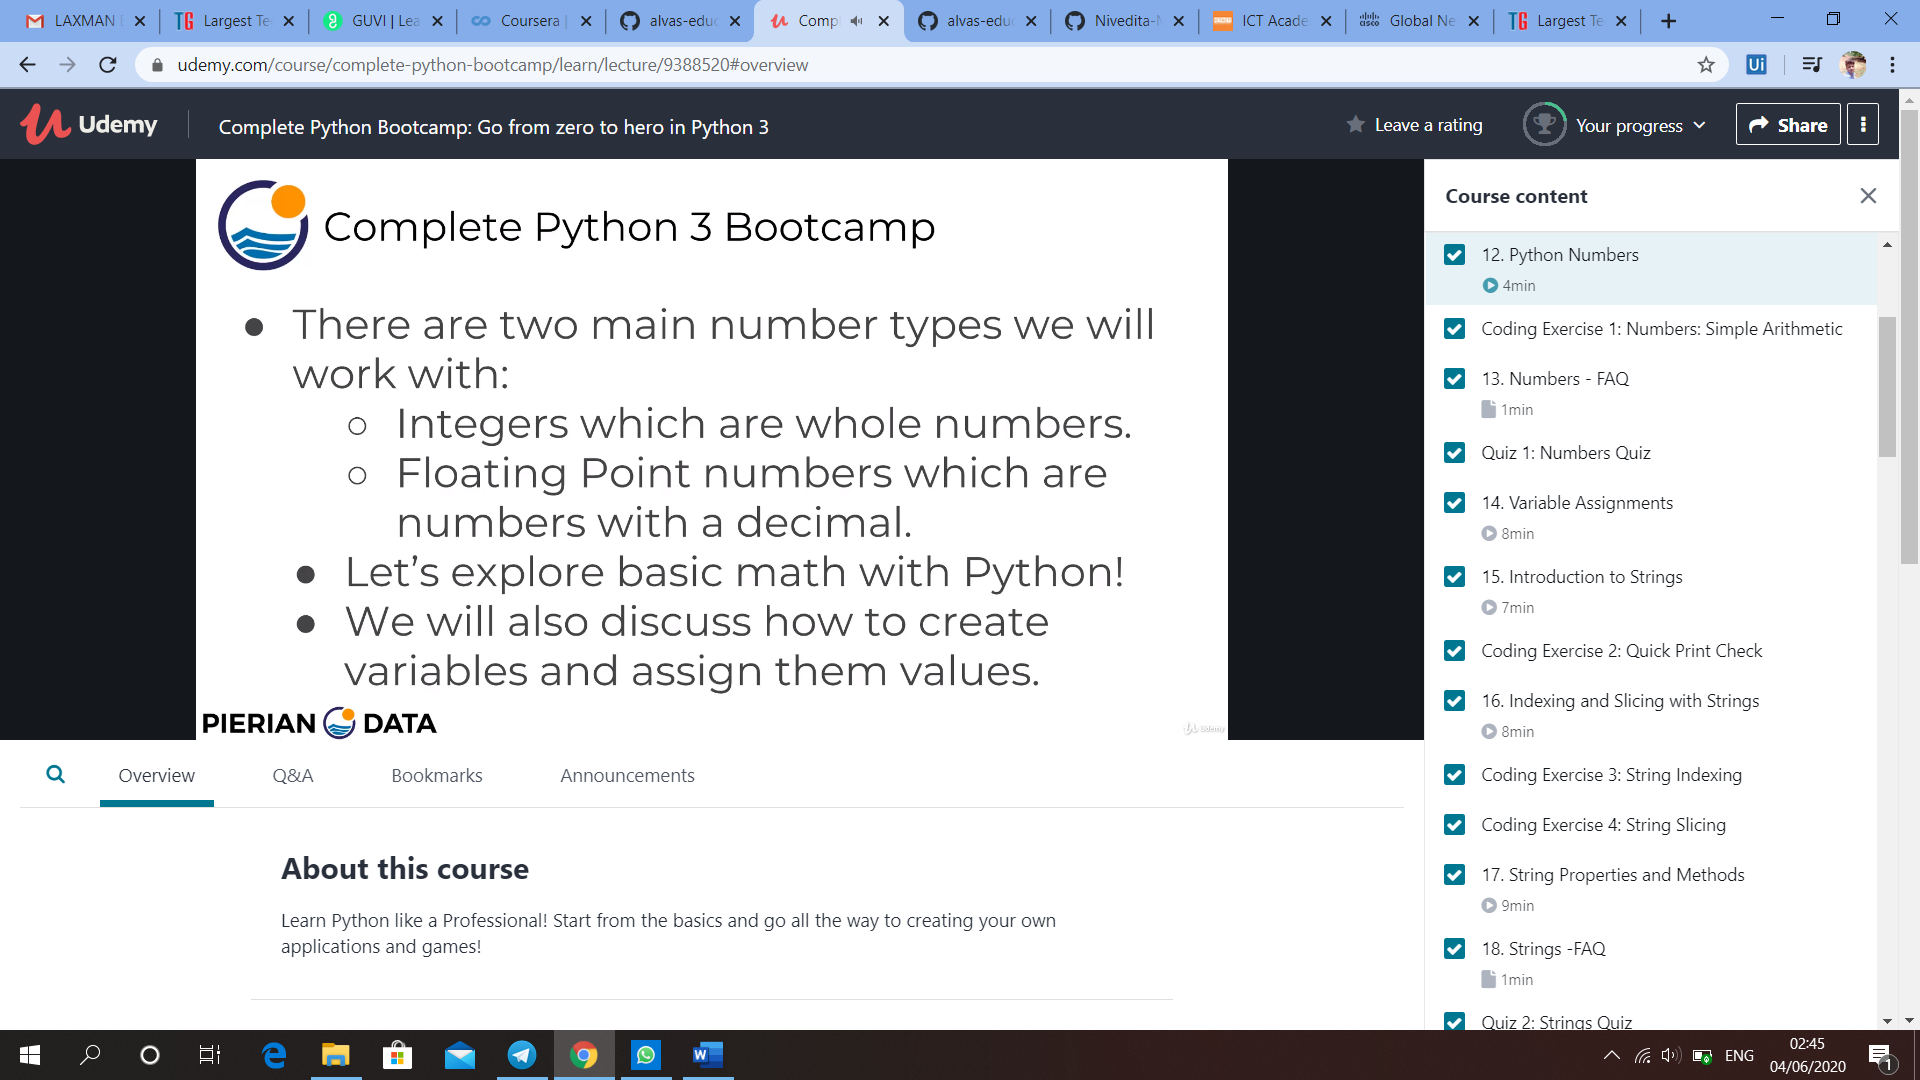 LAXMAN
Largest Te
GUVI | Lea
Coursera |
alvas-educ
Comp
alvas-educ
Nivedita-
ICT Acade
Global Ne
Largest Te
udemy.com/course/complete-python-bootcamp/learn/lecture/9388520#overview
Udemy
Complete Python Bootcamp: Go from zero to hero in Python 3
Leave a rating
Your progress
Share
Complete Python 3 Bootcamp
● There are two main number types we will
work with:
○ Integers which are whole numbers.
○ Floating Point numbers which are
numbers with a decimal.
● Let’s explore basic math with Python!
● We will also discuss how to create
variables and assign them values.
PIERIAN DATA
Udemy
Course content
12. Python Numbers
4min
Coding Exercise 1: Numbers: Simple Arithmetic
13. Numbers - FAQ
1min
Quiz 1: Numbers Quiz
14. Variable Assignments
8min
15. Introduction to Strings
7min
Coding Exercise 2: Quick Print Check
16. Indexing and Slicing with Strings
8min
Coding Exercise 3: String Indexing
Coding Exercise 4: String Slicing
17. String Properties and Methods
9min
18. Strings -FAQ
1min
Quiz 2: Strings Quiz
Overview
Q&A
Bookmarks
Announcements
About this course
Learn Python like a Professional! Start from the basics and go all the way to creating your own
applications and games!
ENG
02:45
04/06/2020
1